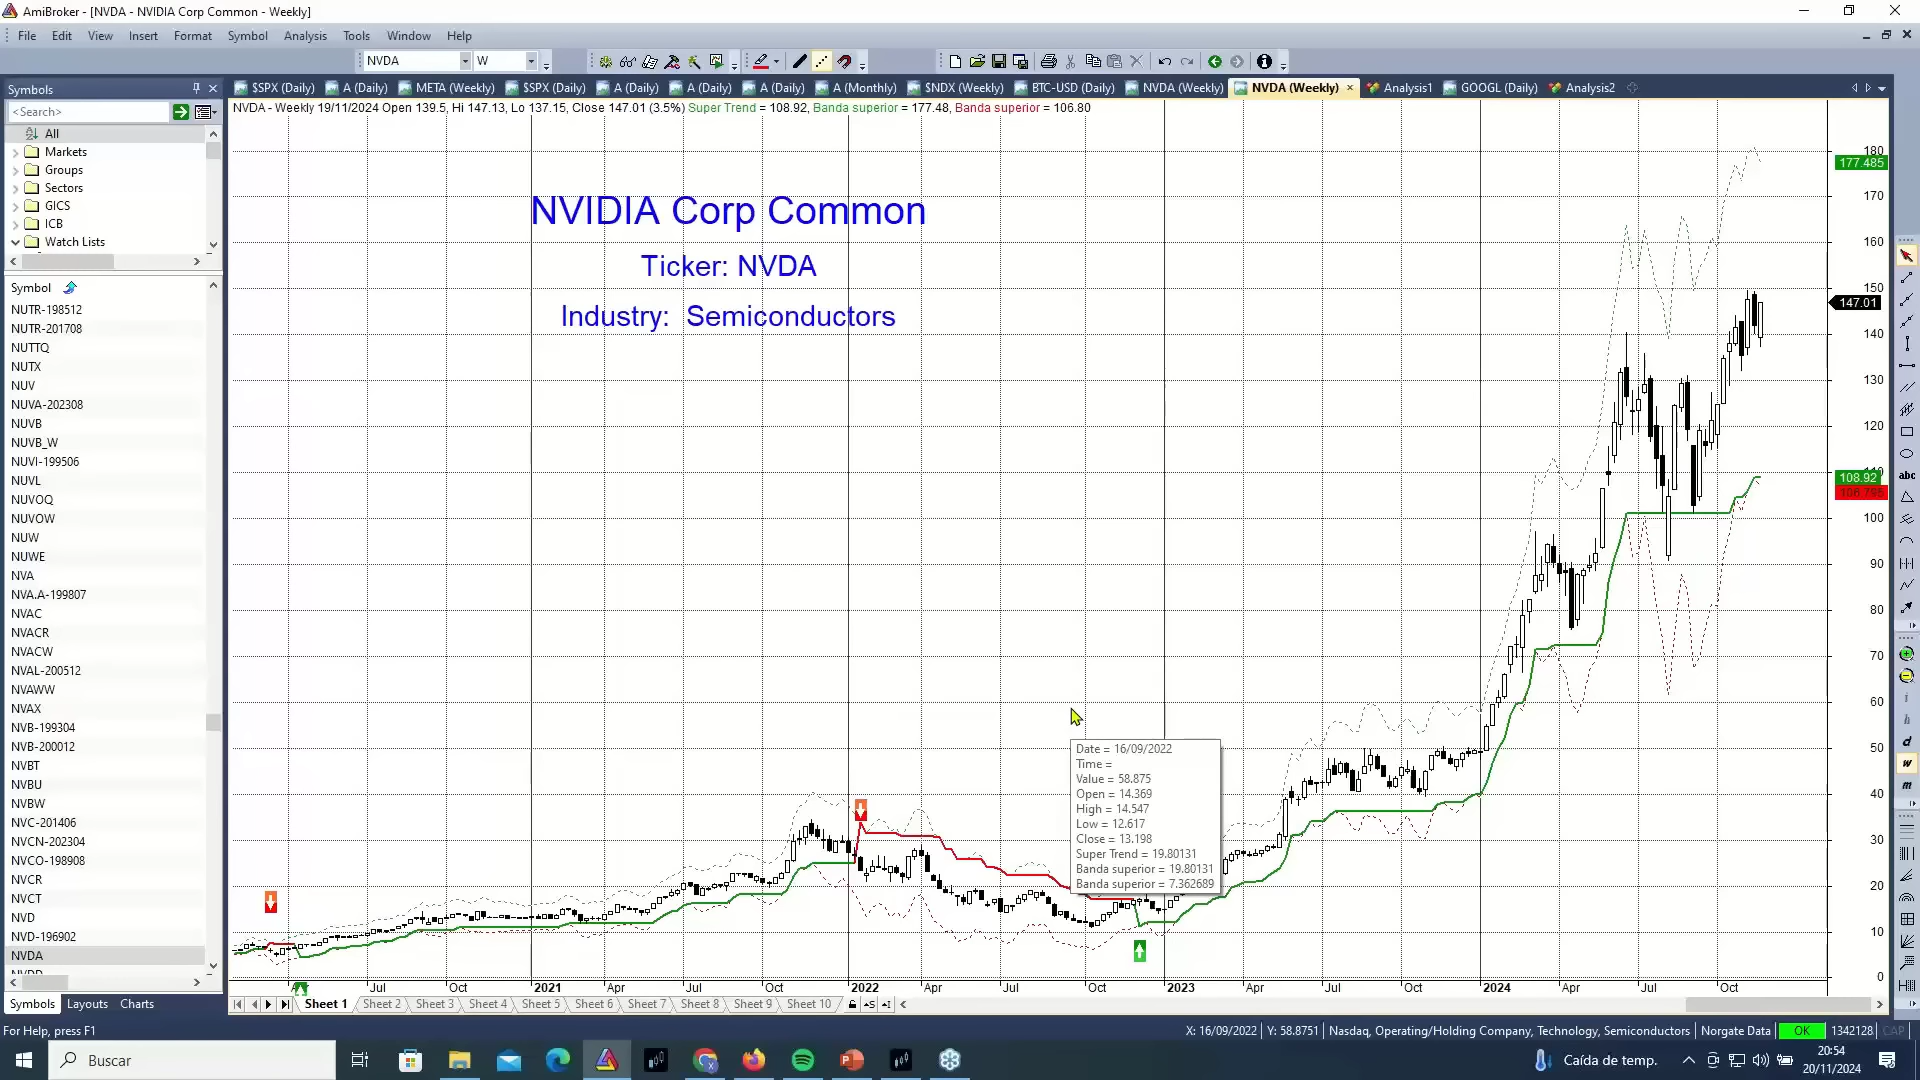 AmiBroker - [NVDA - NVIDIA Corp Common - Weekly]
File Edit View Insert Format Symbol Analysis Tools Window Help
NVDA W
Symbols
$SPX (Daily) A (Daily) META (Weekly) $SPX (Daily) A (Daily) A (Daily) A (Daily) A (Monthly) $NDX (Weekly) BTC-USD (Daily) NVDA (Weekly) NVDA (Weekly) Analysis1 GOOGL (Daily) Analysis2
<Search>
NVDA - Weekly 19/11/2024 Open 139.5, Hi 147.13, Lo 137.15, Close 147.01 (3.5%) Super Trend = 108.92, Banda superior = 177.48, Banda superior = 106.80
All
Markets
Groups
Sectors
GICS
ICB
Watch Lists
Symbol
NUTR-198512
NUTR-201708
NUTTQ
NUTX
NUV
NUVA-202308
NUVB
NUVB_W
NUVI-199506
NUVL
NUVOQ
NUVOW
NUW
NUWE
NVA
NVA.A-199807
NVAC
NVACR
NVACW
NVAL-200512
NVAWW
NVAX
NVB-199304
NVB-200012
NVBT
NVBU
NVBW
NVC-201406
NVCN-202304
NVCO-198908
NVCR
NVCT
NVD
NVD-196902
NVDA
Symbols Layouts Charts
NVIDIA Corp Common
Ticker: NVDA
Industry: Semiconductors
180
177.485
170
160
150
147.01
140
130
120
108.92
106.795
100
90
80
70
60
50
40
30
20
10
0
abc
i
h
d
w
m
Date = 16/09/2022
Time =
Value = 58.875
Open = 14.369
High = 14.547
Low = 12.617
Close = 13.198
Super Trend = 19.80131
Banda superior = 19.80131
Banda superior = 7.362689
Jul Oct 2021 Apr Jul Oct 2022 Apr Jul Oct 2023 Apr Jul Oct 2024 Apr Jul Oct
Sheet 1 Sheet 2 Sheet 3 Sheet 4 Sheet 5 Sheet 6 Sheet 7 Sheet 8 Sheet 9 Sheet 10
For Help, press F1
X: 16/09/2022 Y: 58.8751 Nasdaq, Operating/Holding Company, Technology, Semiconductors Norgate Data OK 1342128 CAP
Buscar
Caída de temp.
20:54
20/11/2024